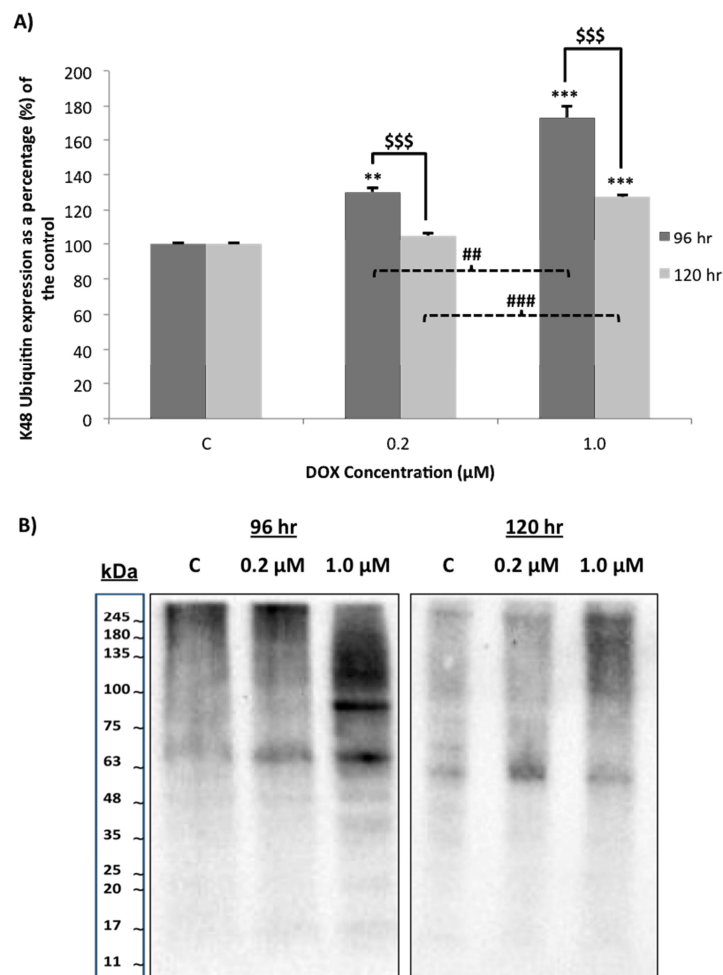 A)
K48 Ubiquitin expression as a percentage (%) of
the control
200
180
160
140
120
100
80
60
40
20
0
$$$
***
$$$
**
***
##
###
96 hr
120 hr
C
0.2
1.0
DOX Concentration (µM)
B)
96 hr
120 hr
kDa
C
0.2 µM
1.0 µM
C
0.2 µM
1.0 µM
245 ~
180 ~
135 ~
100 ~
75 ~
63 ~
48 ~
35 ~
25 ~
20 ~
17 ~
11 ~